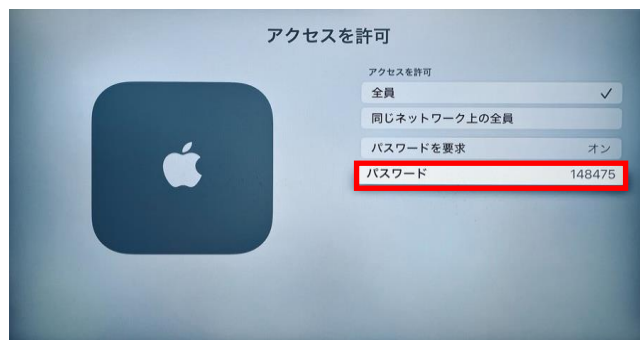 アクセスを許可
アクセスを許可
全員 ✓
同じネットワーク上の全員
パスワードを要求 オン
パスワード 148475